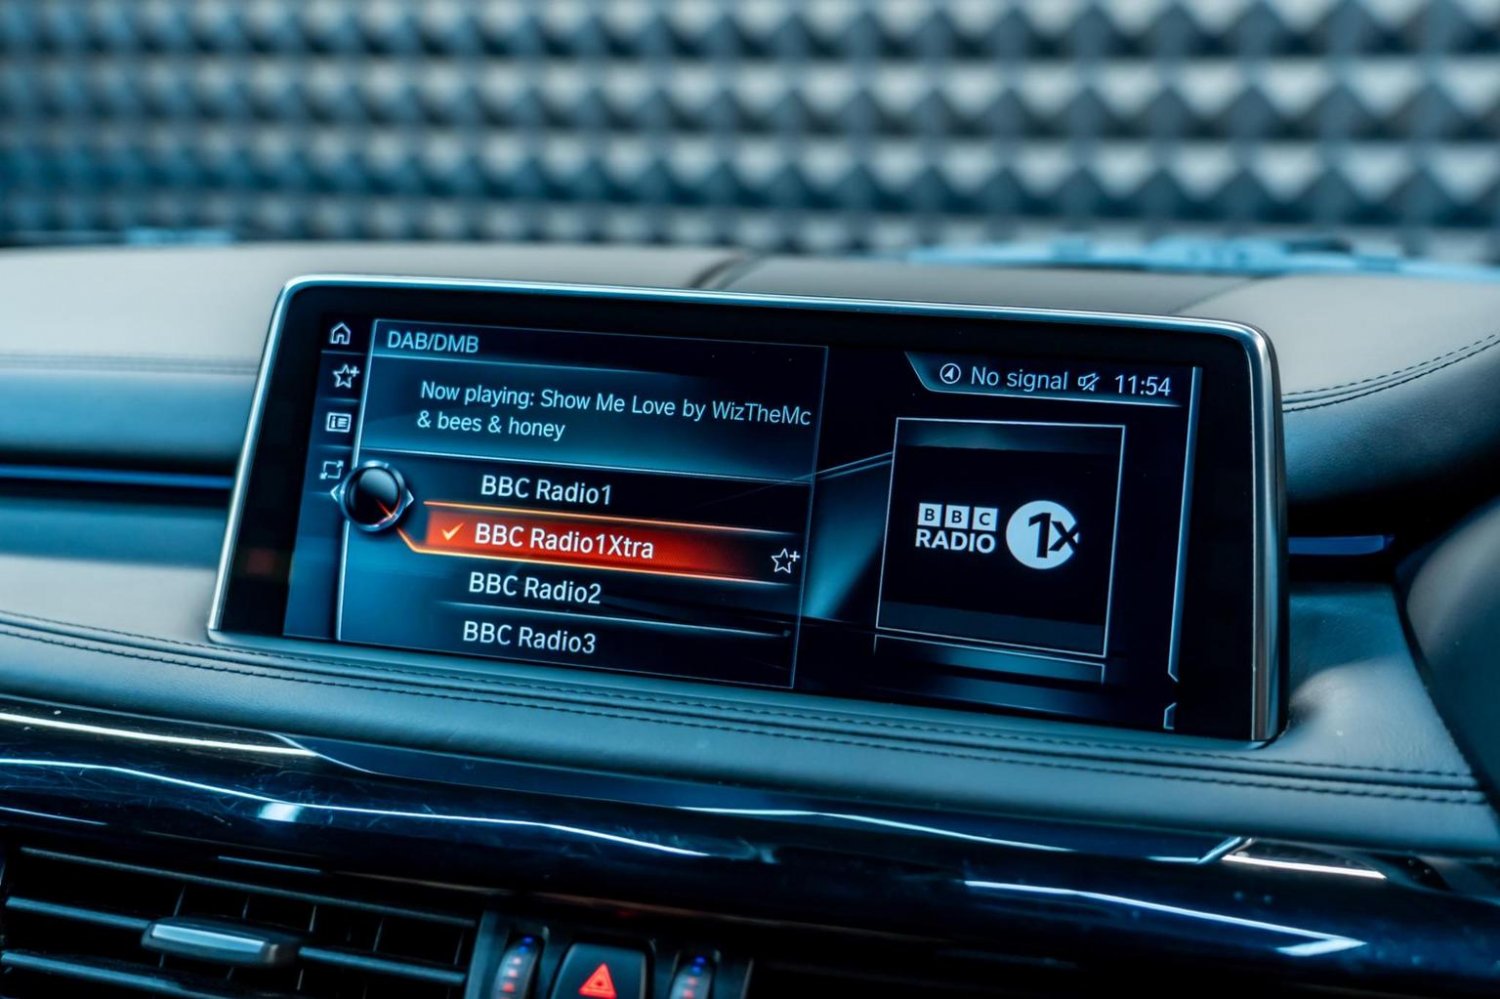 DAB/DMB
No signal 11:54
Now playing: Show Me Love by WizTheMc
& bees & honey
BBC Radio1
BBC Radio1Xtra
BBC Radio2
BBC Radio3
BBC
RADIO
1X